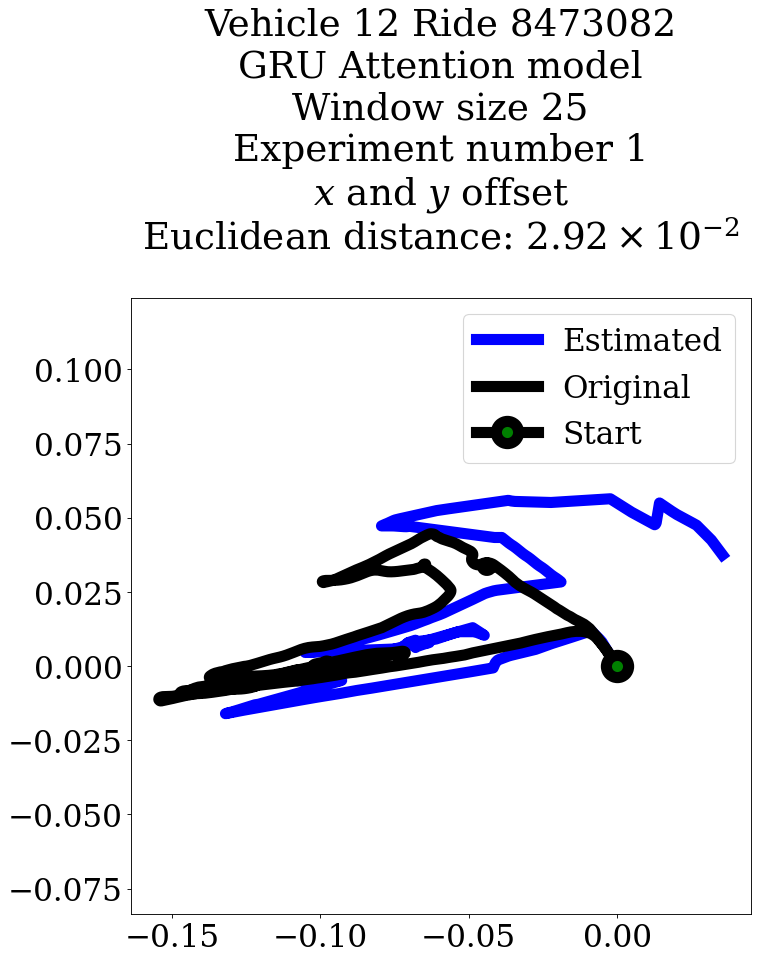 Vehicle 12 Ride 8473082
GRU Attention model
Window size 25
Experiment number 1
x and y offset
Euclidean distance: 2.92 × 10⁻²
Estimated
Original
Start
0.100
0.075
0.050
0.025
0.000
−0.025
−0.050
−0.075
−0.15 −0.10 −0.05 0.00